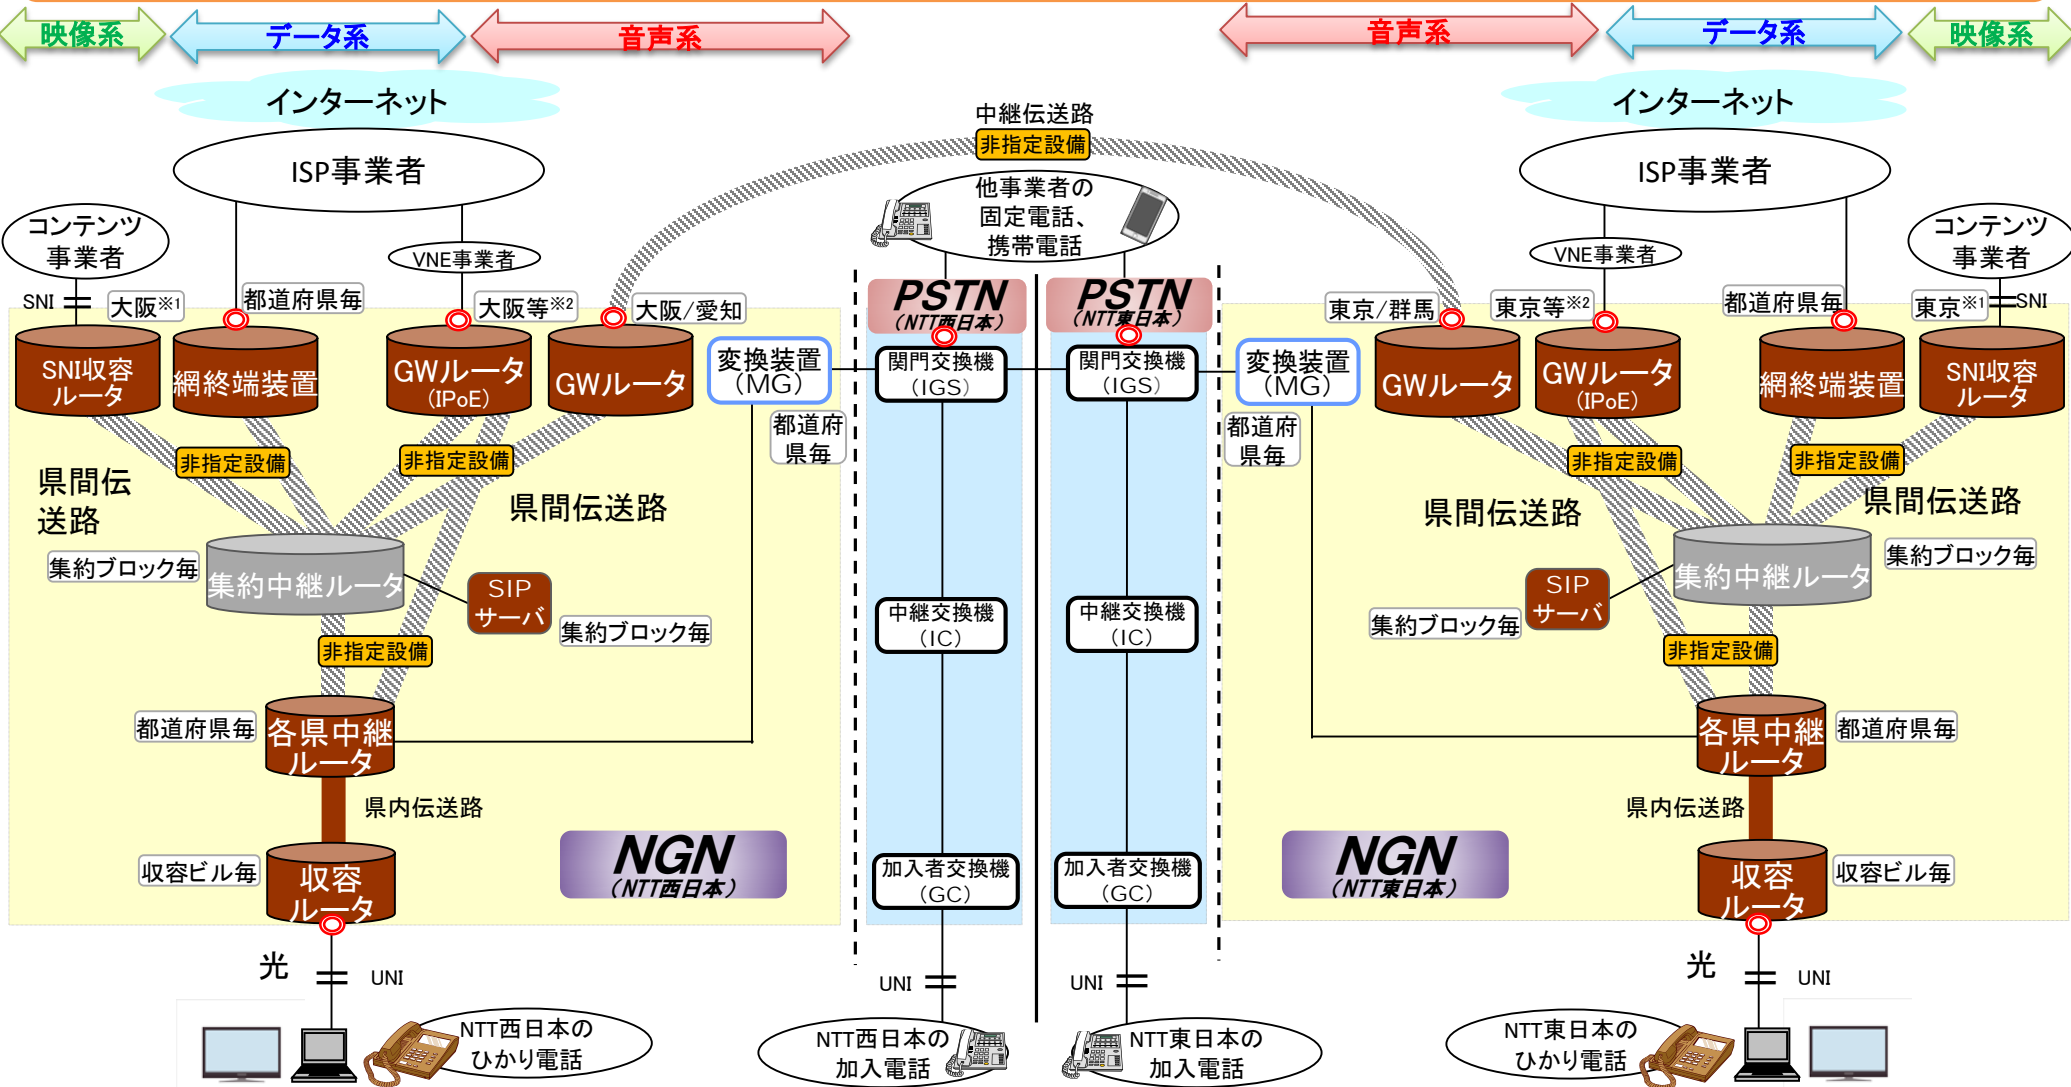 映像系
データ系
音声系
音声系
データ系
映像系
インターネット
インターネット
中継伝送路
非指定設備
ISP事業者
ISP事業者
他事業者の
固定電話、
携帯電話
コンテンツ
事業者
VNE事業者
VNE事業者
コンテンツ
事業者
SNI
大阪※1
都道府県毎
大阪等※2
大阪/愛知
PSTN
(NTT西日本)
PSTN
(NTT東日本)
東京/群馬
東京等※2
都道府県毎
東京※1
SNI
SNI収容
ルータ
網終端装置
GWルータ
(IPoE)
GWルータ
変換装置
(MG)
関門交換機
(IGS)
関門交換機
(IGS)
変換装置
(MG)
GWルータ
GWルータ
(IPoE)
網終端装置
SNI収容
ルータ
都道府
県毎
都道府
県毎
非指定設備
非指定設備
非指定設備
非指定設備
県間伝
送路
県間伝送路
県間伝送路
県間伝送路
集約ブロック毎
集約中継ルータ
SIP
サーバ
集約ブロック毎
中継交換機
(IC)
中継交換機
(IC)
集約ブロック毎
SIP
サーバ
集約中継ルータ
集約ブロック毎
非指定設備
非指定設備
都道府県毎
各県中継
ルータ
各県中継
ルータ
都道府県毎
県内伝送路
県内伝送路
収容ビル毎
収容
ルータ
NGN
(NTT西日本)
加入者交換機
(GC)
加入者交換機
(GC)
NGN
(NTT東日本)
収容
ルータ
収容ビル毎
光
UNI
UNI
UNI
光
UNI
NTT西日本の
ひかり電話
NTT西日本の
加入電話
NTT東日本の
加入電話
NTT東日本の
ひかり電話